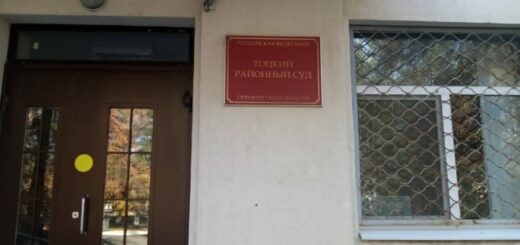 РОССИЙСКАЯ ФЕДЕРАЦИЯ
ТОЦКИЙ
РАЙОННЫЙ СУД
ОРЕНБУРГСКОЙ ОБЛАСТИ